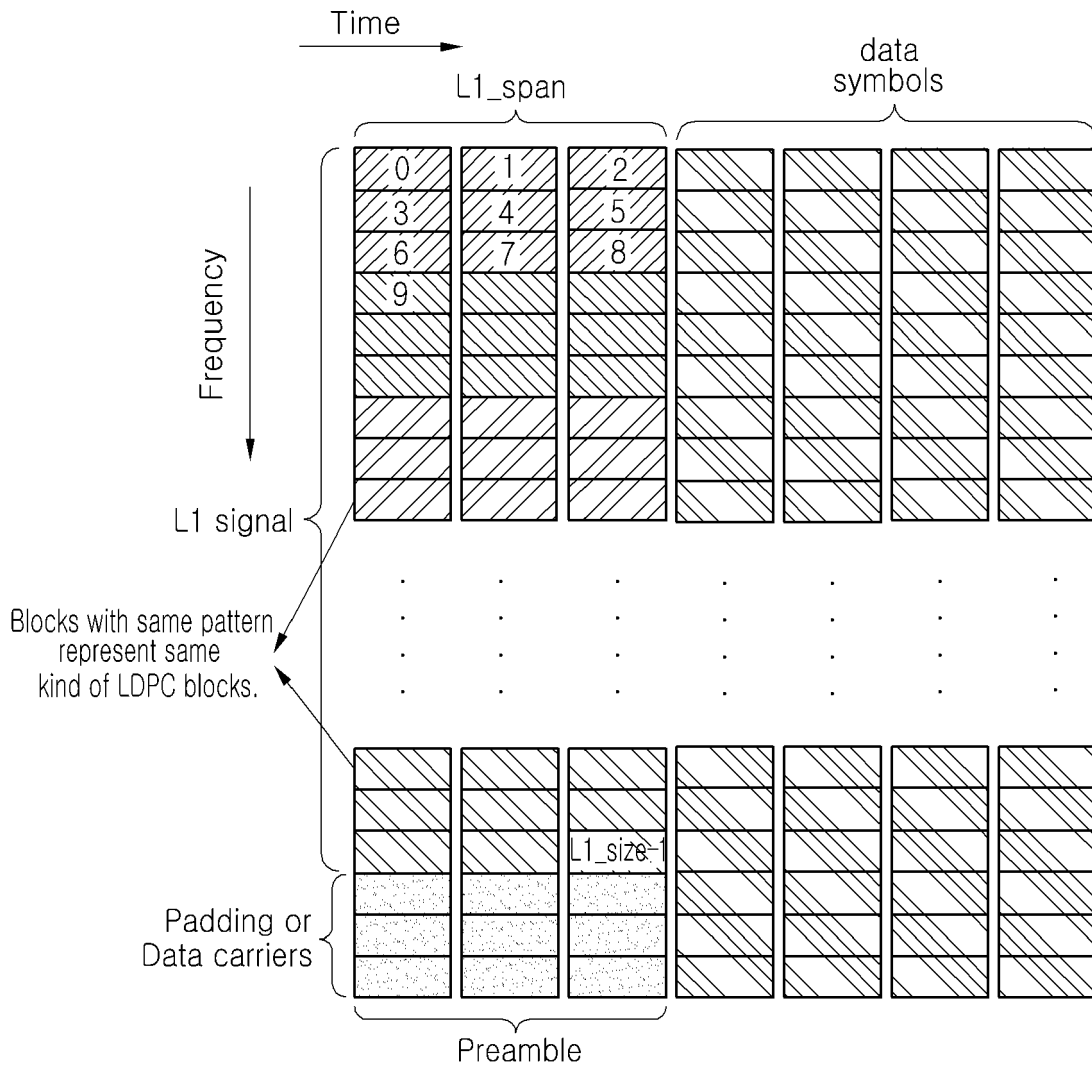 Time
L1_span
data
symbols
0 1 2
3 4 5
6 7 8
9
Frequency
L1 signal
Blocks with same pattern
represent same
kind of LDPC blocks.
L1_size-1
Padding or
Data carriers
Preamble